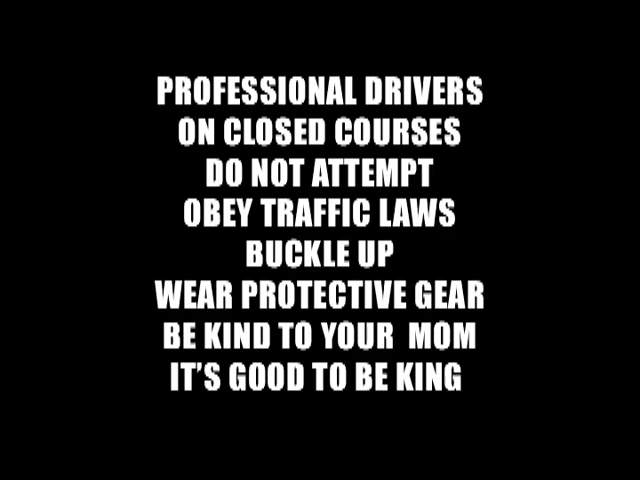 PROFESSIONAL DRIVERS
ON CLOSED COURSES
DO NOT ATTEMPT
OBEY TRAFFIC LAWS
BUCKLE UP
WEAR PROTECTIVE GEAR
BE KIND TO YOUR MOM
IT'S GOOD TO BE KING